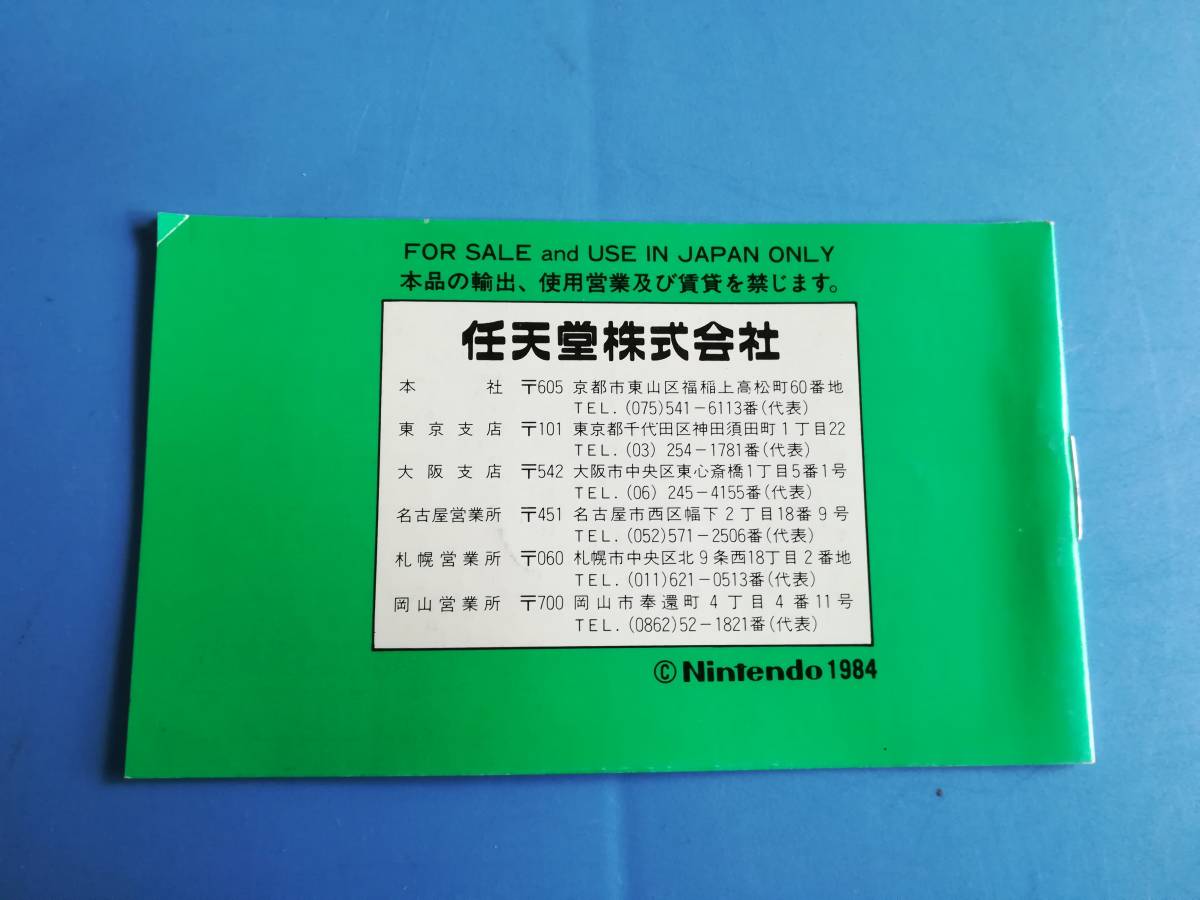 FOR SALE and USE IN JAPAN ONLY
本品の輸出、使用営業及び賃貸を禁じます。
任天堂株式会社
本社 〒605 京都市東山区福稲上高松町60番地
TEL. (075)541-6113番(代表)
東京支店 〒101 東京都千代田区神田須田町1丁目22
TEL. (03) 254-1781番(代表)
大阪支店 〒542 大阪市中央区東心斎橋1丁目5番1号
TEL. (06) 245-4155番(代表)
名古屋営業所 〒451 名古屋市西区幅下2丁目18番9号
TEL. (052)571-2506番(代表)
札幌営業所 〒060 札幌市中央区北9条西18丁目2番地
TEL. (011)621-0513番(代表)
岡山営業所 〒700 岡山市奉還町4丁目4番11号
TEL. (0862)52-1821番(代表)
©Nintendo 1984